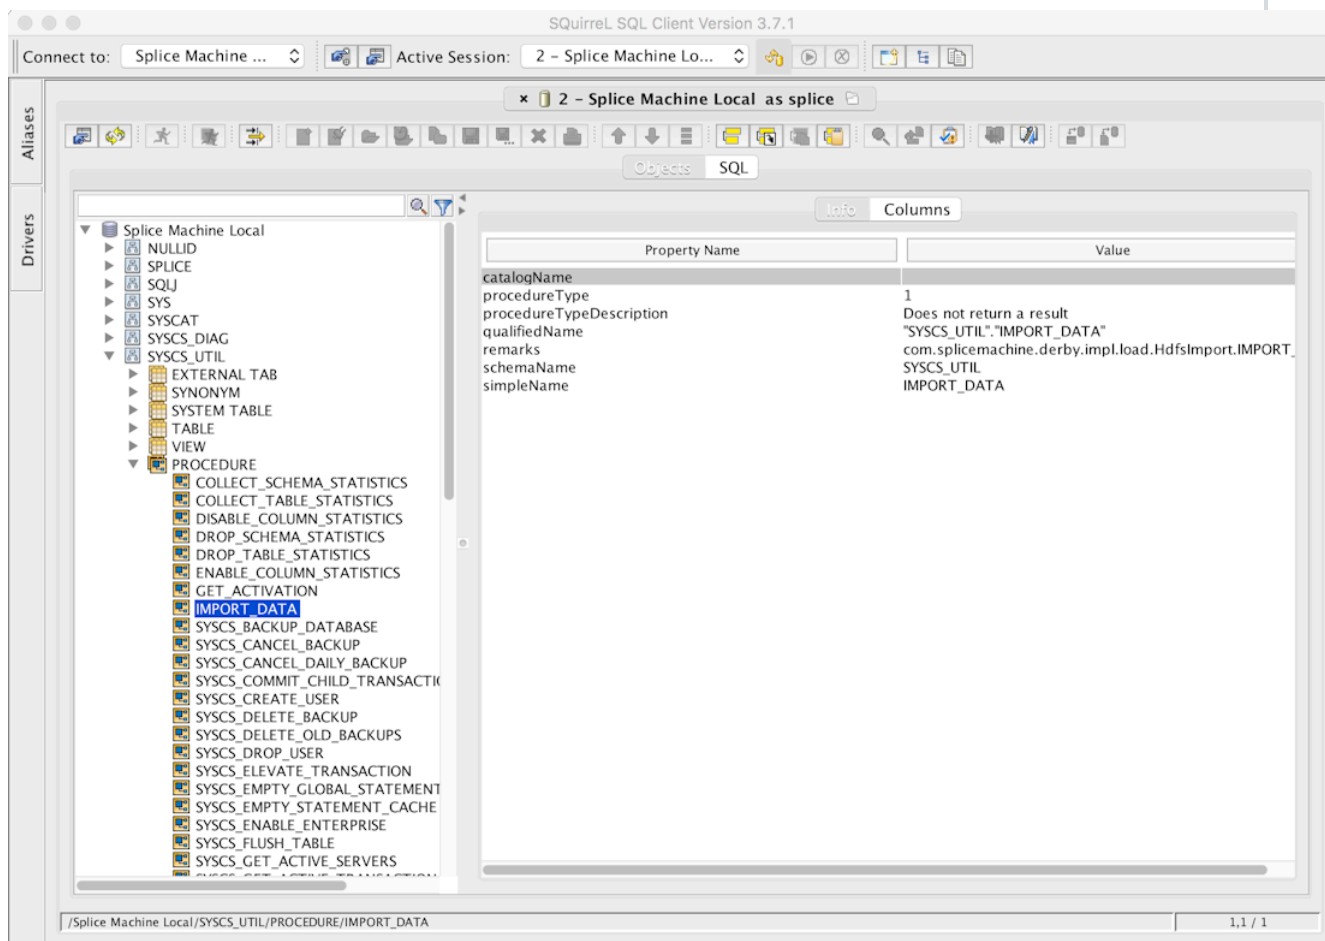 SQuirreL SQL Client Version 3.7.1
Connect to: Splice Machine ... Active Session: 2 - Splice Machine Lo...
Aliases
Drivers
× 2 - Splice Machine Local as splice
Objects SQL
Info Columns
Property Name Value
catalogName
procedureType 1
procedureTypeDescription Does not return a result
qualifiedName "SYSCS_UTIL"."IMPORT_DATA"
remarks com.splicemachine.derby.impl.load.HdfsImport.IMPORT_
schemaName SYSCS_UTIL
simpleName IMPORT_DATA
Splice Machine Local
NULLID
SPLICE
SQLJ
SYS
SYSCAT
SYSCS_DIAG
SYSCS_UTIL
EXTERNAL TAB
SYNONYM
SYSTEM TABLE
TABLE
VIEW
PROCEDURE
COLLECT_SCHEMA_STATISTICS
COLLECT_TABLE_STATISTICS
DISABLE_COLUMN_STATISTICS
DROP_SCHEMA_STATISTICS
DROP_TABLE_STATISTICS
ENABLE_COLUMN_STATISTICS
GET_ACTIVATION
IMPORT_DATA
SYSCS_BACKUP_DATABASE
SYSCS_CANCEL_BACKUP
SYSCS_CANCEL_DAILY_BACKUP
SYSCS_COMMIT_CHILD_TRANSACTI
SYSCS_CREATE_USER
SYSCS_DELETE_BACKUP
SYSCS_DELETE_OLD_BACKUPS
SYSCS_DROP_USER
SYSCS_ELEVATE_TRANSACTION
SYSCS_EMPTY_GLOBAL_STATEMENT
SYSCS_EMPTY_STATEMENT_CACHE
SYSCS_ENABLE_ENTERPRISE
SYSCS_FLUSH_TABLE
SYSCS_GET_ACTIVE_SERVERS
/Splice Machine Local/SYSCS_UTIL/PROCEDURE/IMPORT_DATA 1,1 / 1